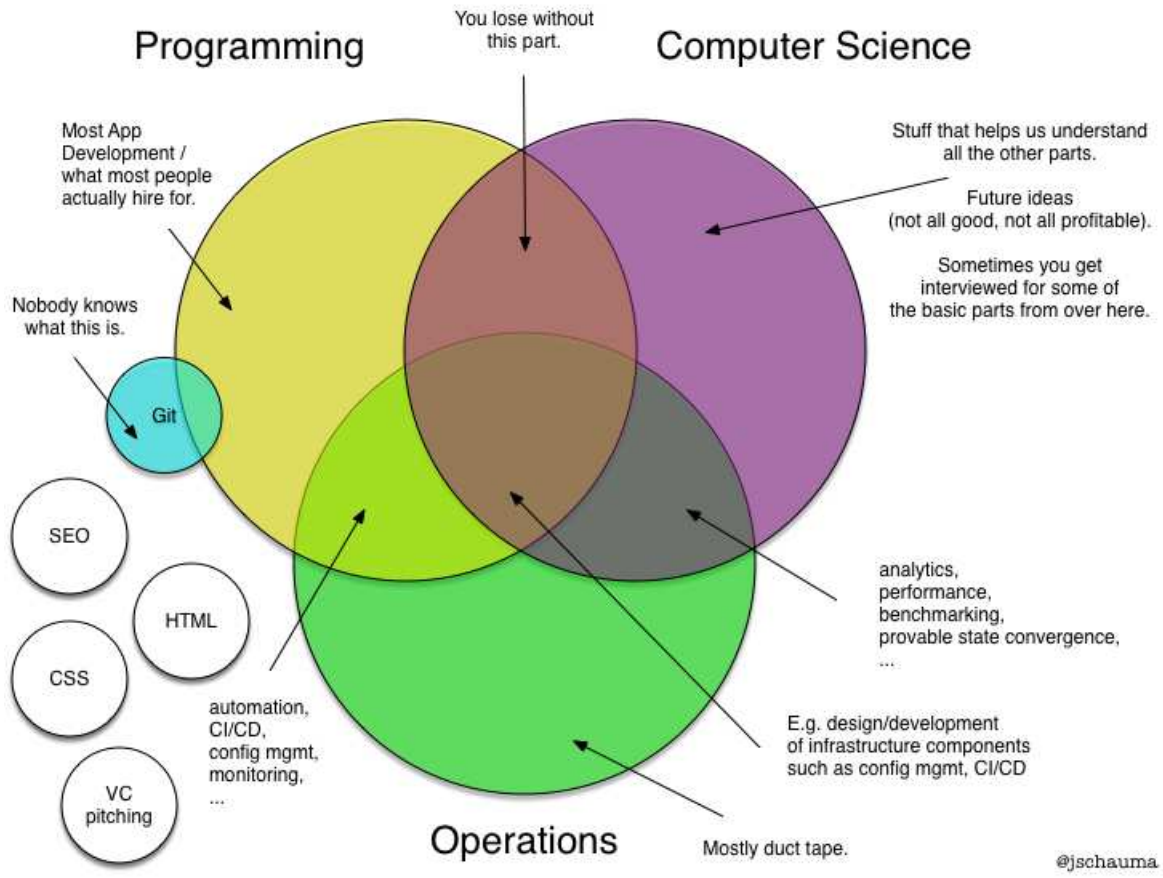 You lose without
this part.
Programming
Computer Science
Most App
Development /
what most people
actually hire for.
Stuff that helps us understand
all the other parts.
Future ideas
(not all good, not all profitable).
Sometimes you get
interviewed for some of
the basic parts from over here.
Nobody knows
what this is.
Git
SEO
HTML
CSS
VC
pitching
automation,
CI/CD,
config mgmt,
monitoring,
...
analytics,
performance,
benchmarking,
provable state convergence,
...
E.g. design/development
of infrastructure components
such as config mgmt, CI/CD
Operations
Mostly duct tape.
@jschauma